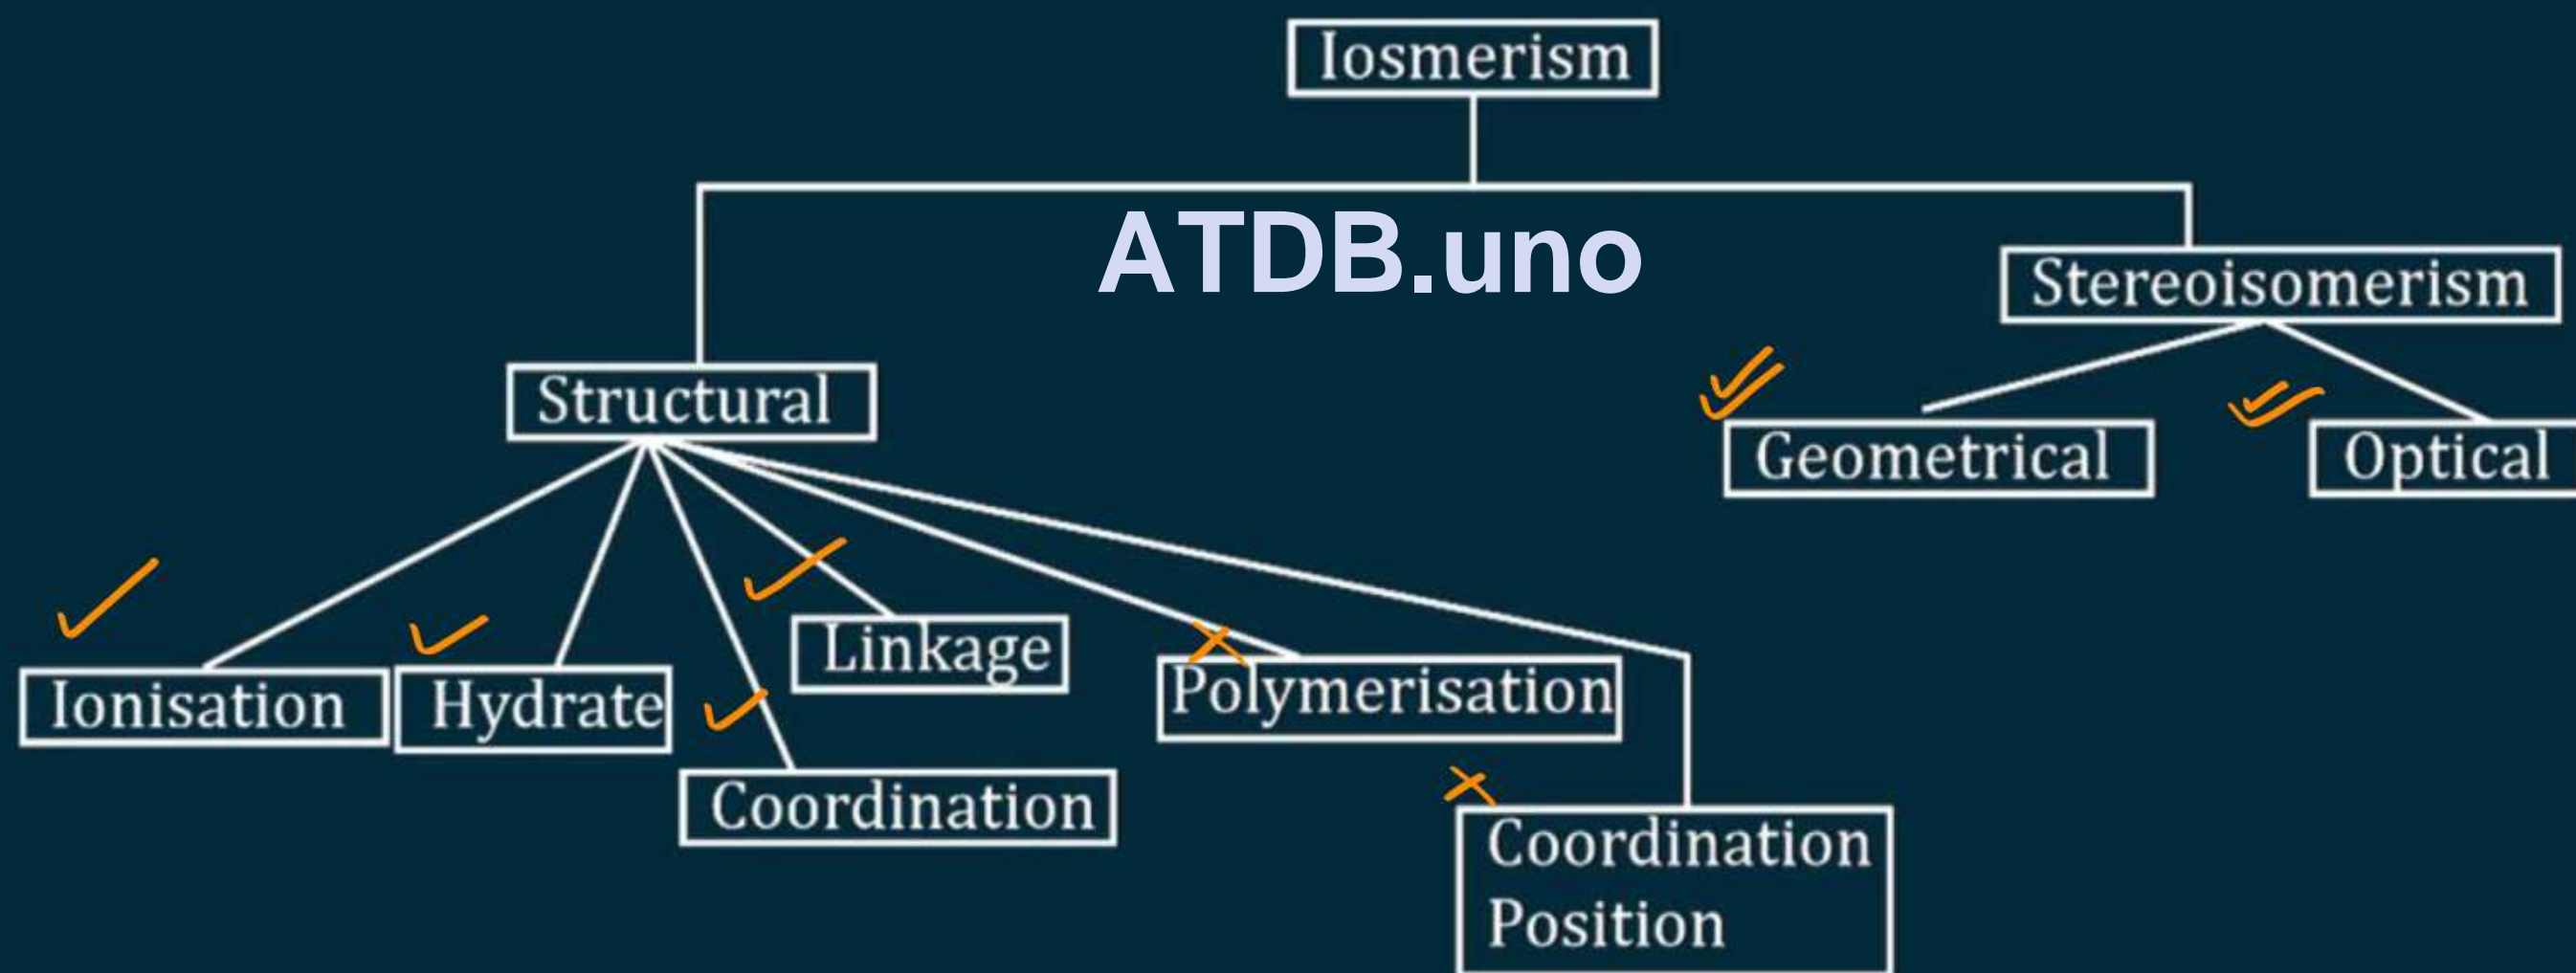 Iosmerism
ATDB.uno
Stereoisomerism
Structural
Geometrical
Optical
Linkage
Ionisation
Hydrate
Polymerisation
Coordination
Coordination
Position